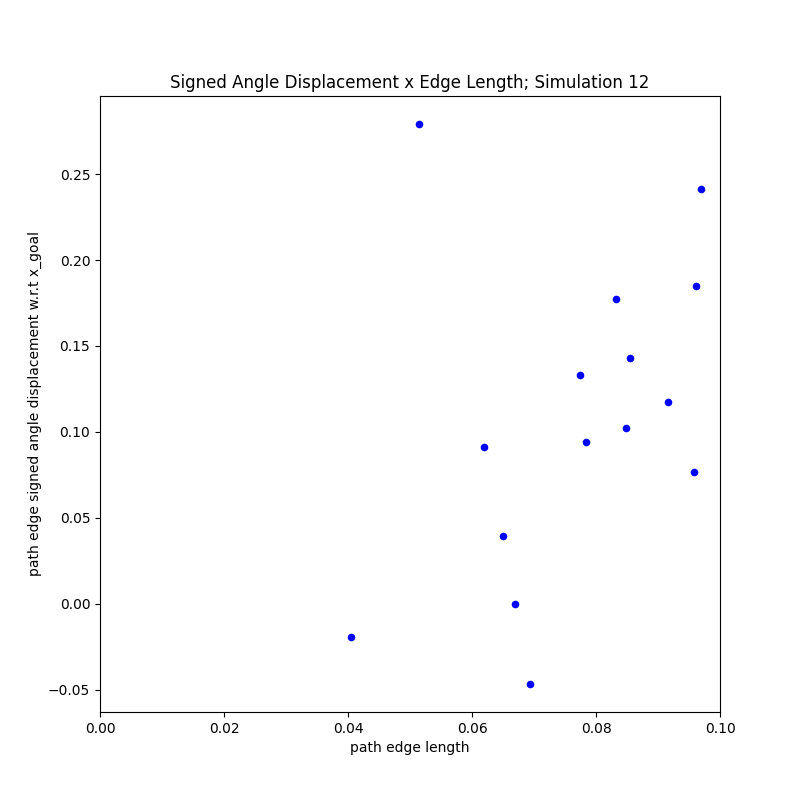 Signed Angle Displacement x Edge Length; Simulation 12
path edge signed angle displacement w.r.t x_goal
0.25
0.20
0.15
0.10
0.05
0.00
−0.05
0.00 0.02 0.04 0.06 0.08 0.10
path edge length